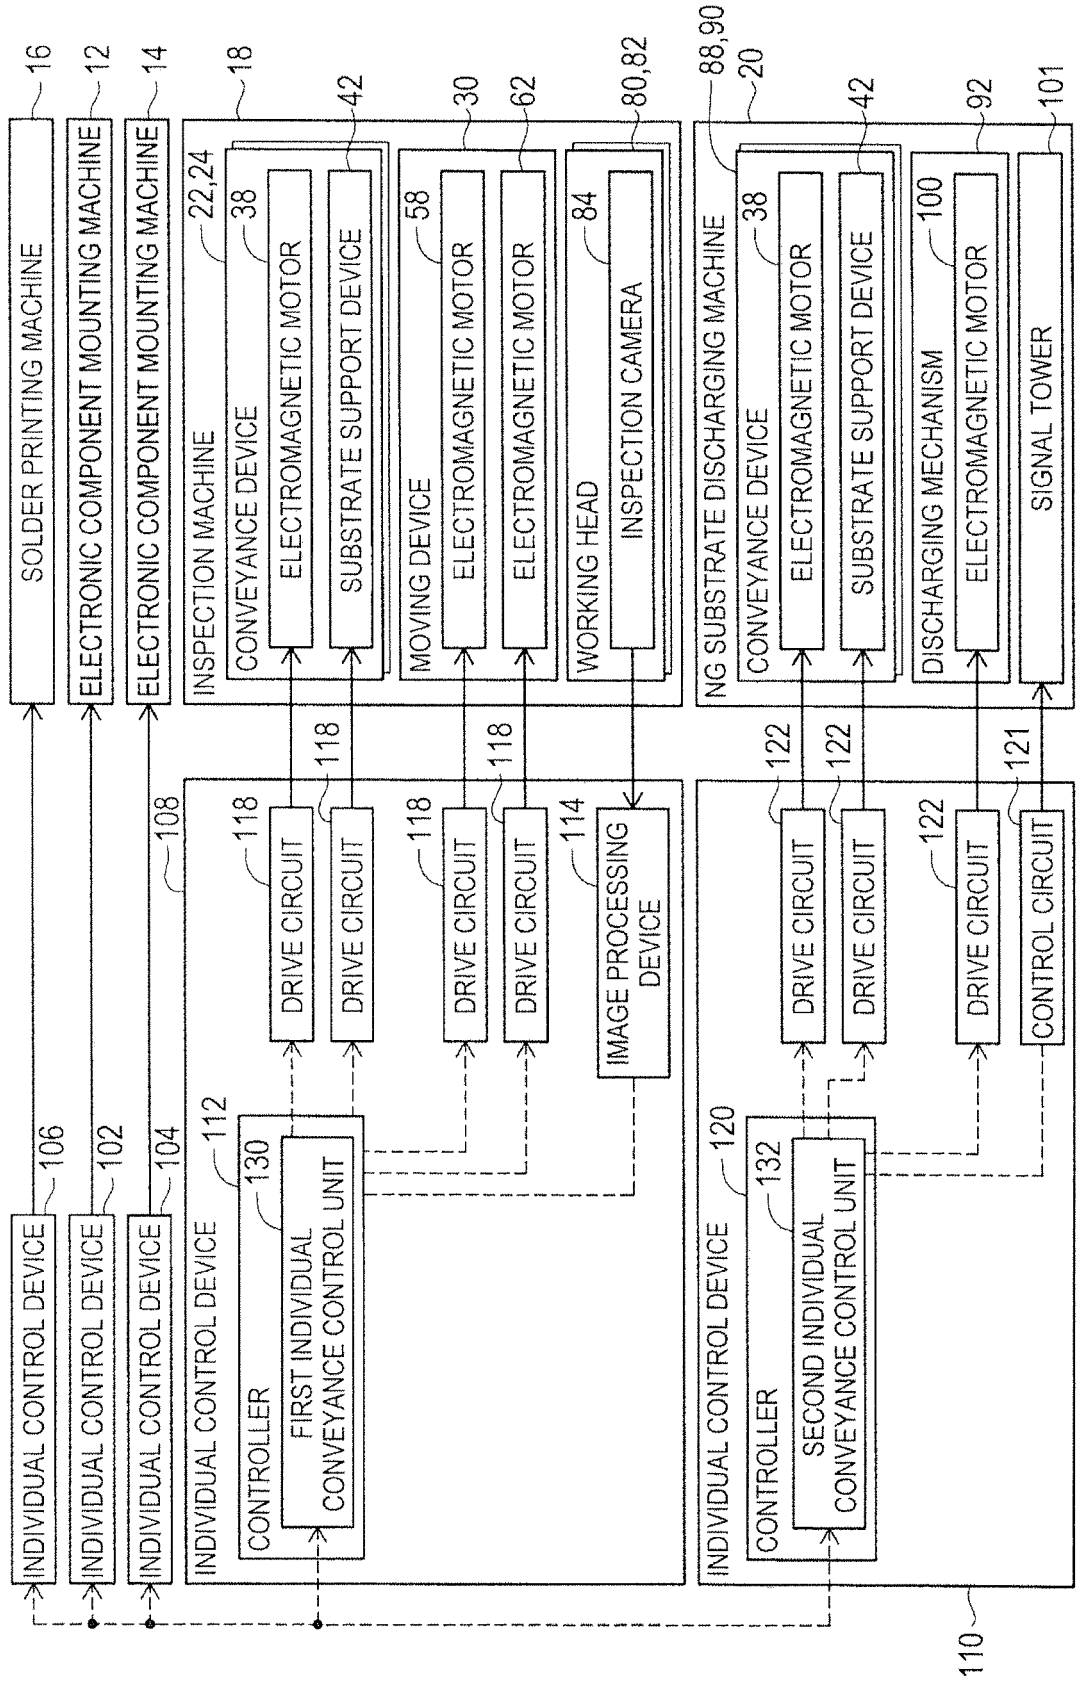 INDIVIDUAL CONTROL DEVICE
106
SOLDER PRINTING MACHINE
16
INDIVIDUAL CONTROL DEVICE
102
ELECTRONIC COMPONENT MOUNTING MACHINE
12
INDIVIDUAL CONTROL DEVICE
104
ELECTRONIC COMPONENT MOUNTING MACHINE
14
108
INDIVIDUAL CONTROL DEVICE
112
CONTROLLER
130
FIRST INDIVIDUAL
CONVEYANCE CONTROL UNIT
118
DRIVE CIRCUIT
118
DRIVE CIRCUIT
118
DRIVE CIRCUIT
118
DRIVE CIRCUIT
114
IMAGE PROCESSING
DEVICE
INSPECTION MACHINE
18
22,24
CONVEYANCE DEVICE
38
ELECTROMAGNETIC MOTOR
42
SUBSTRATE SUPPORT DEVICE
MOVING DEVICE
30
58
ELECTROMAGNETIC MOTOR
62
ELECTROMAGNETIC MOTOR
WORKING HEAD
80,82
84
INSPECTION CAMERA
110
INDIVIDUAL CONTROL DEVICE
120
CONTROLLER
132
SECOND INDIVIDUAL
CONVEYANCE CONTROL UNIT
122
DRIVE CIRCUIT
122
DRIVE CIRCUIT
122
DRIVE CIRCUIT
121
CONTROL CIRCUIT
NG SUBSTRATE DISCHARGING MACHINE
88,90
20
CONVEYANCE DEVICE
38
ELECTROMAGNETIC MOTOR
42
SUBSTRATE SUPPORT DEVICE
DISCHARGING MECHANISM
92
100
ELECTROMAGNETIC MOTOR
SIGNAL TOWER
101